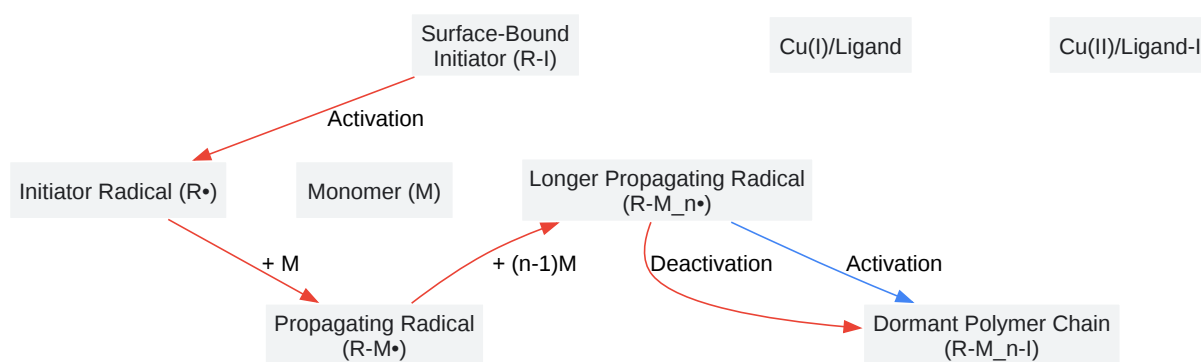 Surface-Bound
Initiator (R-I)
Cu(I)/Ligand
Cu(II)/Ligand-I
Activation
Initiator Radical (R•)
Monomer (M)
Longer Propagating Radical
(R-M_n•)
+ M
+ (n-1)M
Deactivation
Activation
Propagating Radical
(R-M•)
Dormant Polymer Chain
(R-M_n-I)